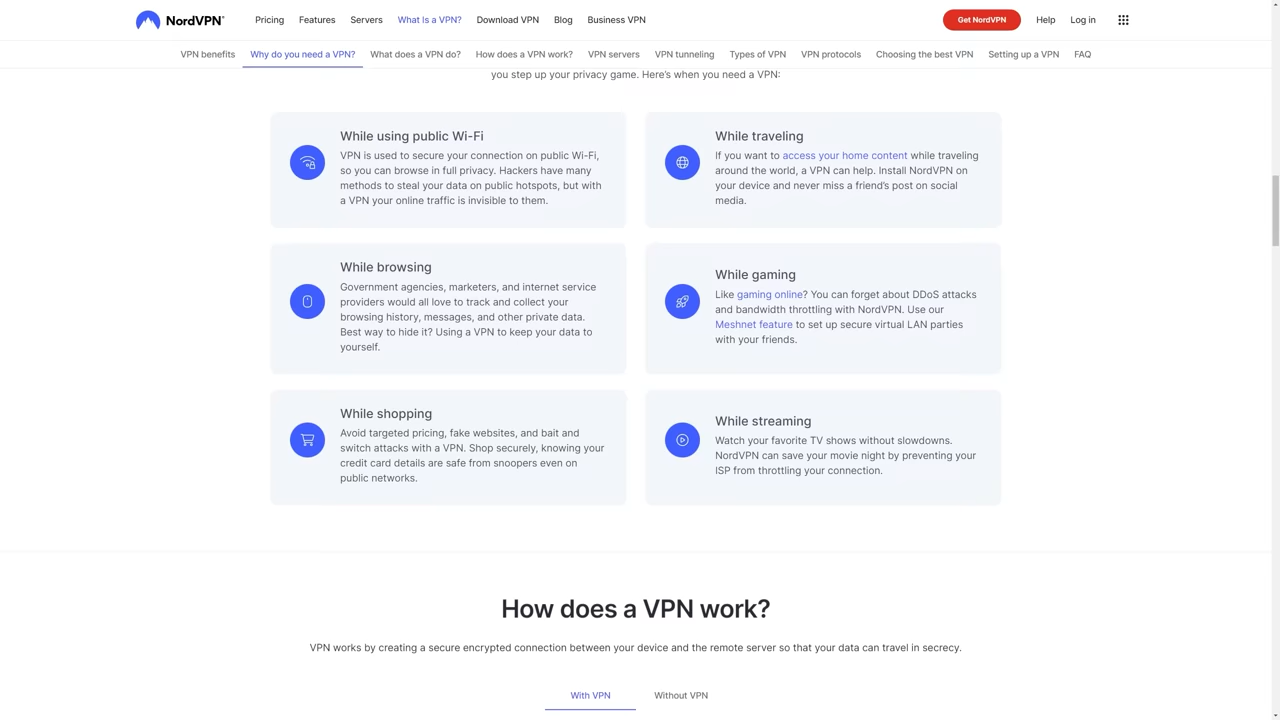 NordVPN®
Pricing
Features
Servers
What Is a VPN?
Download VPN
Blog
Business VPN
Get NordVPN
Help
Log in
VPN benefits
Why do you need a VPN?
What does a VPN do?
How does a VPN work?
VPN servers
VPN tunneling
Types of VPN
VPN protocols
Choosing the best VPN
Setting up a VPN
FAQ
you step up your privacy game. Here’s when you need a VPN:
While using public Wi-Fi
VPN is used to secure your connection on public Wi-Fi,
so you can browse in full privacy. Hackers have many
methods to steal your data on public hotspots, but with
a VPN your online traffic is invisible to them.
While traveling
If you want to access your home content while traveling
around the world, a VPN can help. Install NordVPN on
your device and never miss a friend’s post on social
media.
While browsing
Government agencies, marketers, and internet service
providers would all love to track and collect your
browsing history, messages, and other private data.
Best way to hide it? Using a VPN to keep your data to
yourself.
While gaming
Like gaming online? You can forget about DDoS attacks
and bandwidth throttling with NordVPN. Use our
Meshnet feature to set up secure virtual LAN parties
with your friends.
While shopping
Avoid targeted pricing, fake websites, and bait and
switch attacks with a VPN. Shop securely, knowing your
credit card details are safe from snoopers even on
public networks.
While streaming
Watch your favorite TV shows without slowdowns.
NordVPN can save your movie night by preventing your
ISP from throttling your connection.
How does a VPN work?
VPN works by creating a secure encrypted connection between your device and the remote server so that your data can travel in secrecy.
With VPN
Without VPN